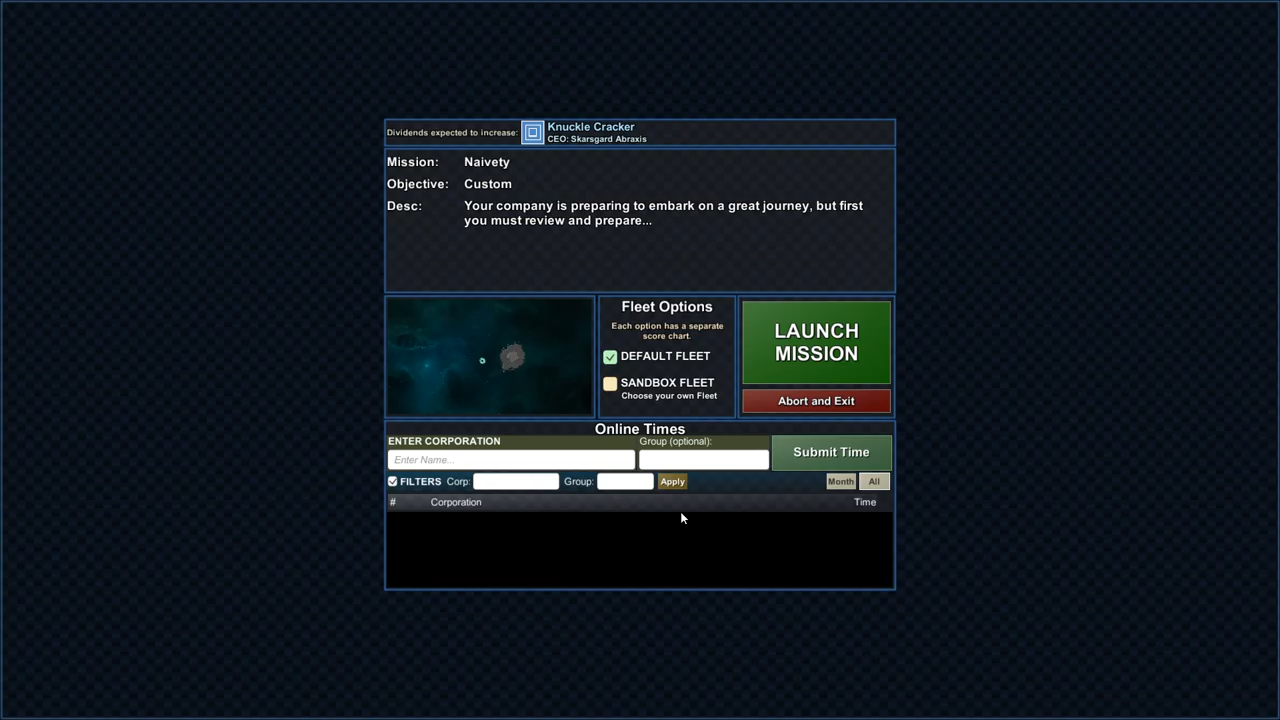 Dividends expected to increase:
Knuckle Cracker
CEO: Skarsgard Abraxis
Mission: Naivety
Objective: Custom
Desc: Your company is preparing to embark on a great journey, but first
you must review and prepare...
Fleet Options
Each option has a separate
score chart.
DEFAULT FLEET
SANDBOX FLEET
Choose your own Fleet
LAUNCH
MISSION
Abort and Exit
Online Times
ENTER CORPORATION
Group (optional):
Enter Name...
Submit Time
FILTERS Corp: Group: Apply Month All
# Corporation Time